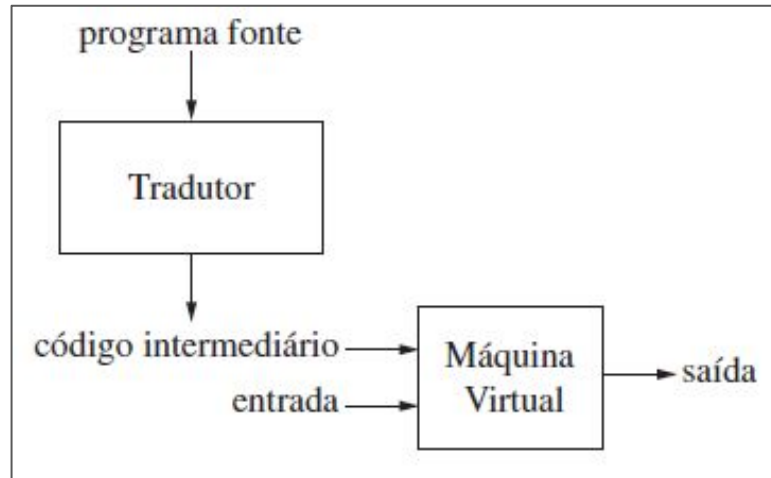 programa fonte
Tradutor
código intermediário
entrada
Máquina
Virtual
saída